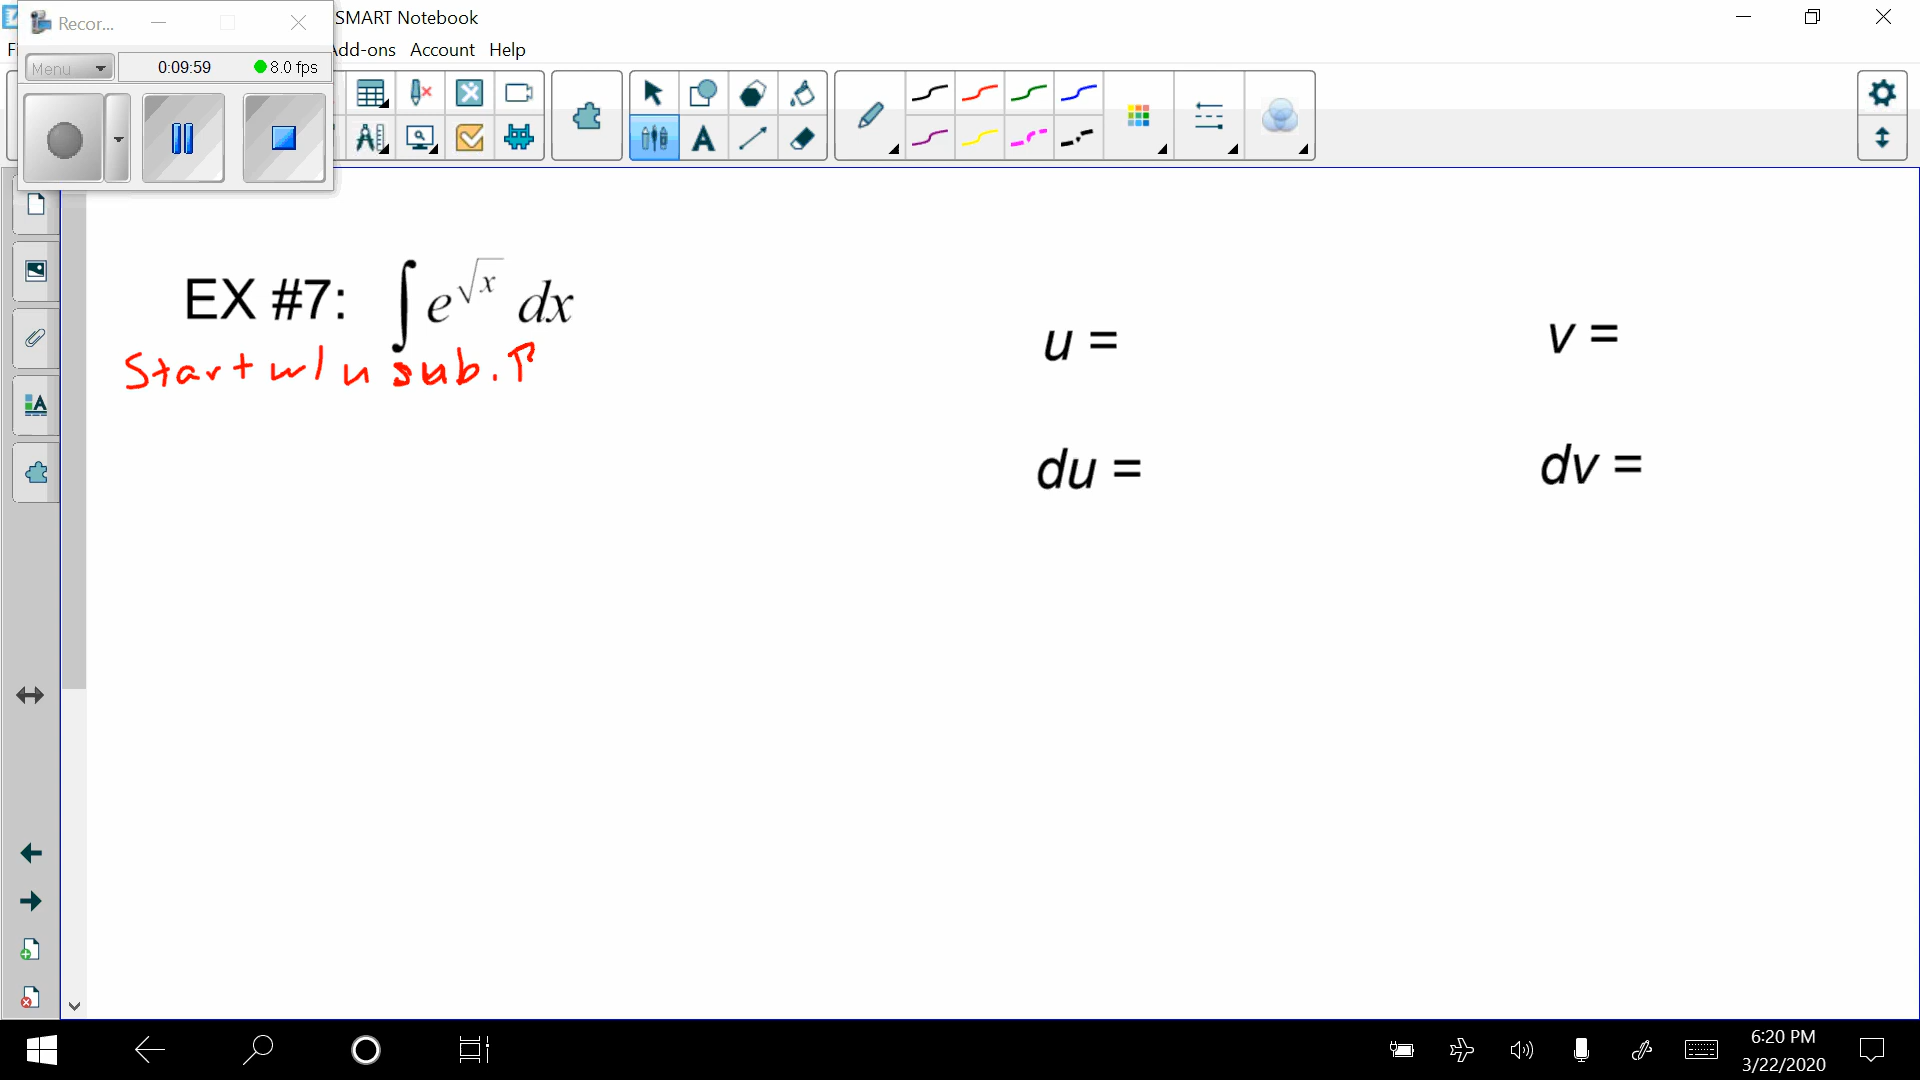 Recor...
SMART Notebook
Add-ons Account Help
Menu 0:09:59 8.0 fps
EX #7: ∫ e^√x dx
Start w/ u sub.
u =
v =
du =
dv =
6:20 PM
3/22/2020